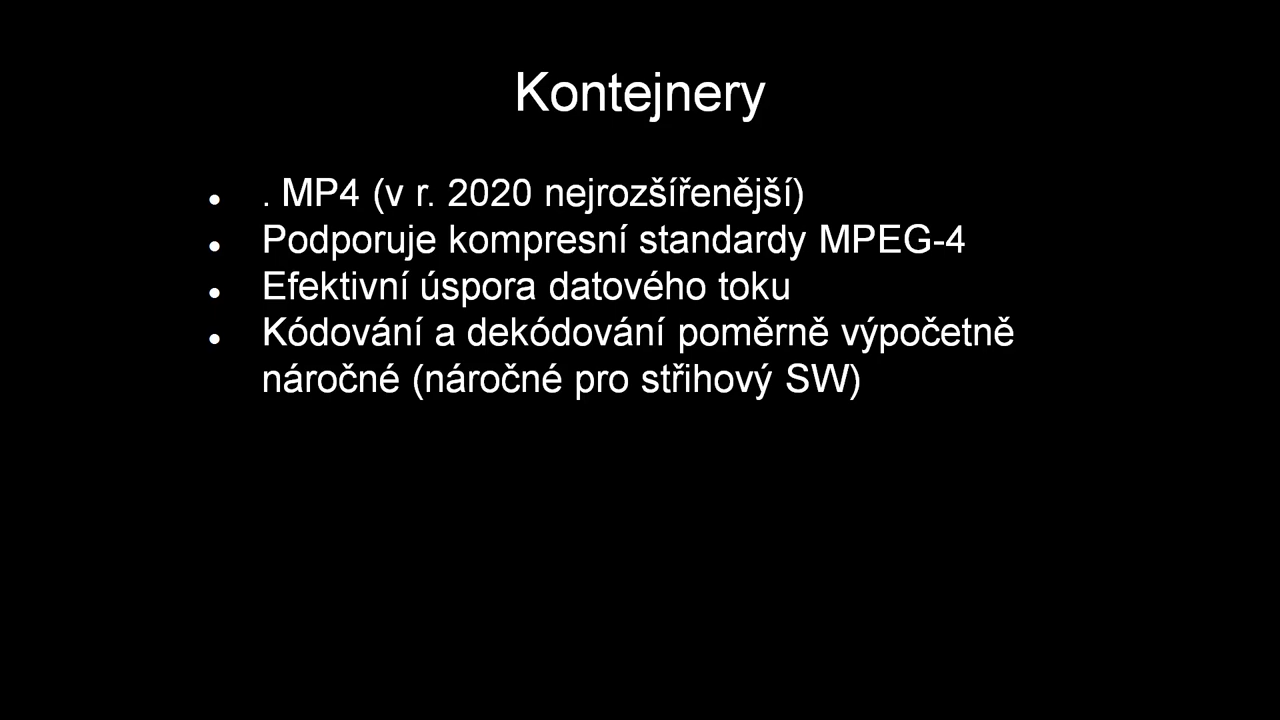 Kontejnery
● . MP4 (v r. 2020 nejrozšířenější)
● Podporuje kompresní standardy MPEG-4
● Efektivní úspora datového toku
● Kódování a dekódování poměrně výpočetně
náročné (náročné pro střihový SW)